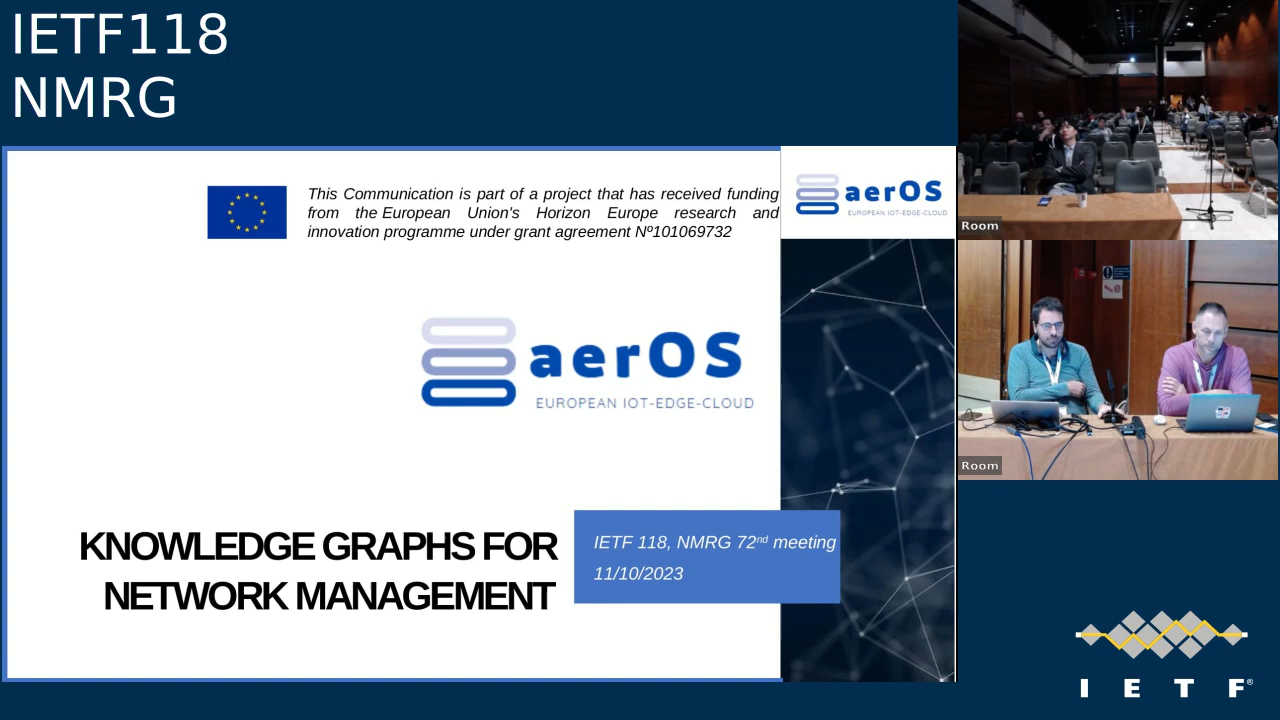 IETF118
NMRG
This Communication is part of a project that has received funding
from the European Union's Horizon Europe research and
innovation programme under grant agreement Nº101069732
aerOS
EUROPEAN IOT-EDGE-CLOUD
aerOS
EUROPEAN IOT-EDGE-CLOUD
KNOWLEDGE GRAPHS FOR
NETWORK MANAGEMENT
IETF 118, NMRG 72nd meeting
11/10/2023
Room
Room
I E T F®